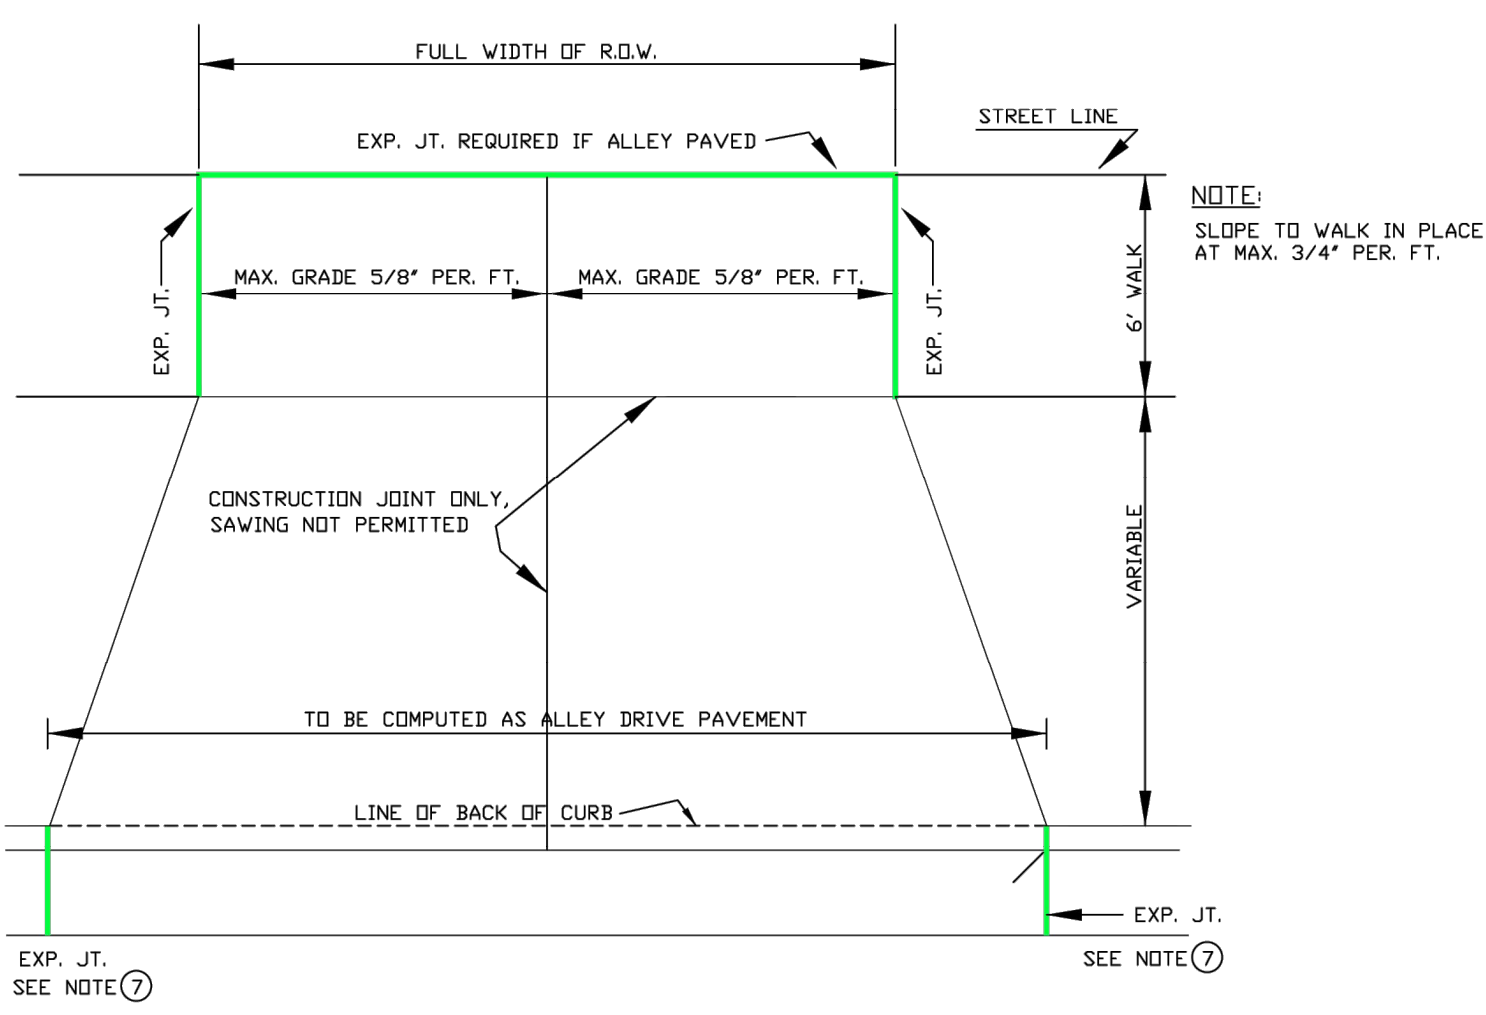 FULL WIDTH OF R.O.W.
STREET LINE
EXP. JT. REQUIRED IF ALLEY PAVED
NOTE:
SLOPE TO WALK IN PLACE
AT MAX. 3/4" PER. FT.
MAX. GRADE 5/8" PER. FT.
MAX. GRADE 5/8" PER. FT.
EXP. JT.
EXP. JT.
6' WALK
CONSTRUCTION JOINT ONLY,
SAWING NOT PERMITTED
VARIABLE
TO BE COMPUTED AS ALLEY DRIVE PAVEMENT
LINE OF BACK OF CURB
EXP. JT.
SEE NOTE 7
EXP. JT.
SEE NOTE 7